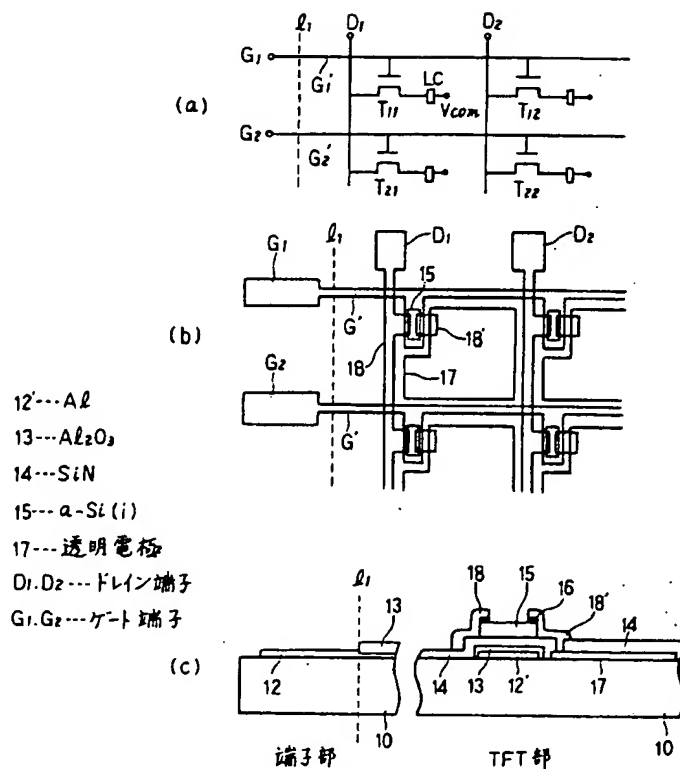 ℓ₁ D₁ D₂
G₁
G₁'
LC
(a)
T₁₁ Vcom T₁₂
G₂
G₂'
T₂₁ T₂₂
ℓ₁ D₁ D₂
G₁
15
(b)
G' 18'
18
17
G₂
G'
12'---Al
13---Al₂O₃
14---SiN
15---a-Si(i)
17---透明電極
D₁.D₂---ドレイン端子
G₁.G₂---ゲート端子
ℓ₁
18 15 16 18'
13 14
(c)
12 14 13 12' 17
10 10
端子部 TFT部